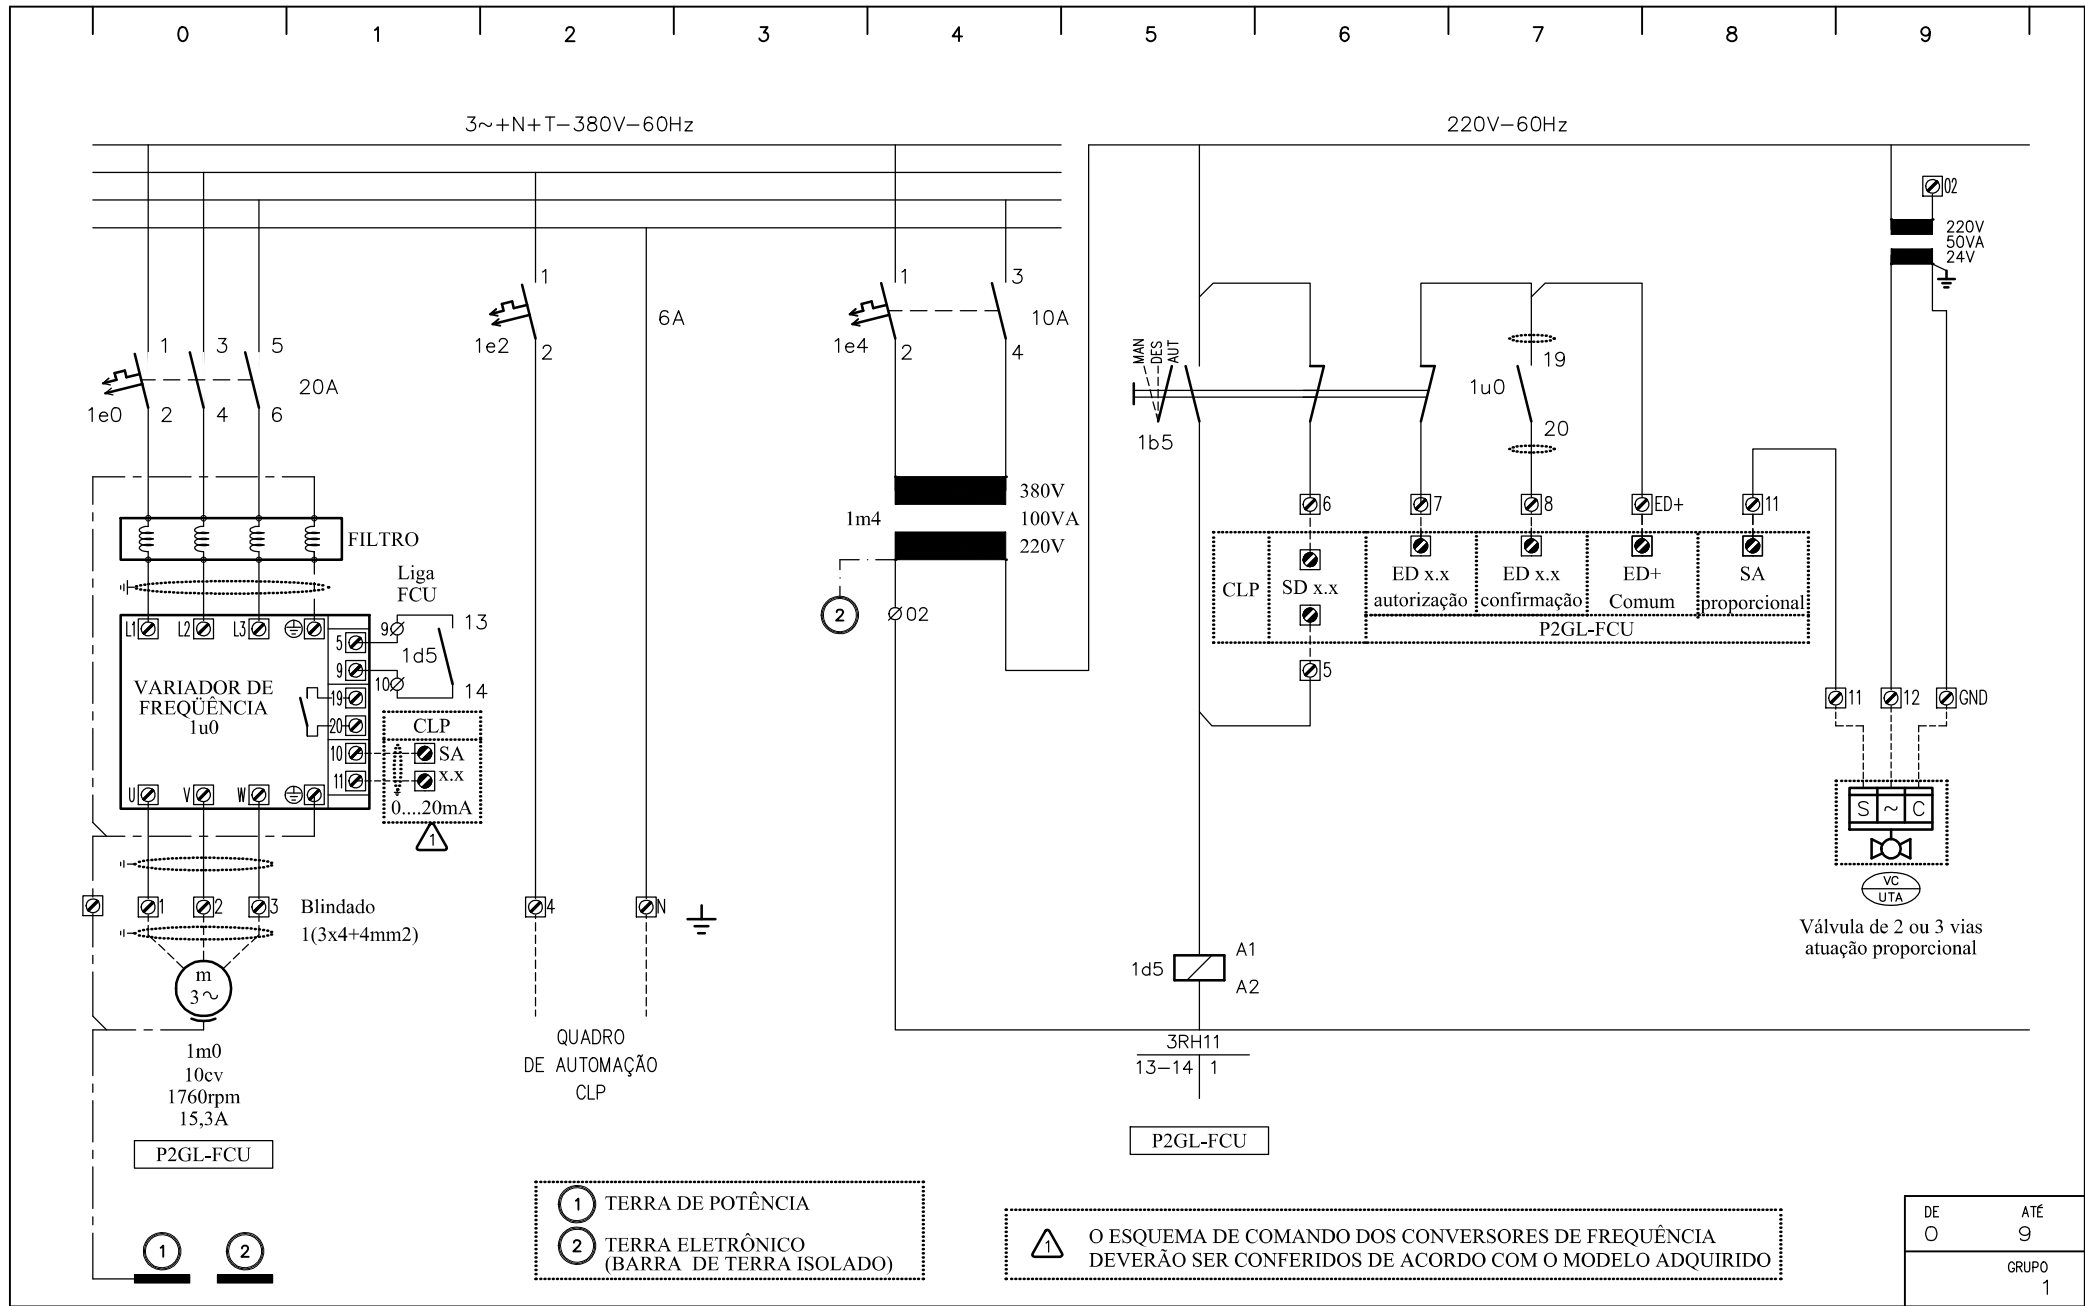 0 1 2 3 4 5 6 7 8 9
3~+N+T-380V-60Hz
220V-60Hz
1 3 5
20A
1e0
2 4 6
FILTRO
Liga
FCU
L1 L2 L3
5
9
19
20
10
11
9
10
13
1d5
14
VARIADOR DE
FREQÜÊNCIA
1u0
CLP
SA
x.x
0....20mA
1
U V W
1 2 3
Blindado
1(3x4+4mm2)
m
3~
1m0
10cv
1760rpm
15,3A
P2GL-FCU
1
2
1
6A
1e2
2
4
N
QUADRO
DE AUTOMAÇÃO
CLP
1
3
10A
1e4
2
4
380V
1m4
100VA
220V
2
02
MAN
DES
AUT
1b5
19
1u0
20
6
7
8
ED+
11
CLP
SD x.x
ED x.x
autorização
ED x.x
confirmação
ED+
Comum
SA
proporcional
P2GL-FCU
5
1d5
A1
A2
3RH11
13-14 1
P2GL-FCU
02
220V
50VA
24V
11
12
GND
S ~ C
VC
UTA
Válvula de 2 ou 3 vias
atuação proporcional
1 TERRA DE POTÊNCIA
2 TERRA ELETRÔNICO
(BARRA DE TERRA ISOLADO)
1 O ESQUEMA DE COMANDO DOS CONVERSORES DE FREQUÊNCIA
DEVERÃO SER CONFERIDOS DE ACORDO COM O MODELO ADQUIRIDO
DE ATÉ
0 9
GRUPO
1